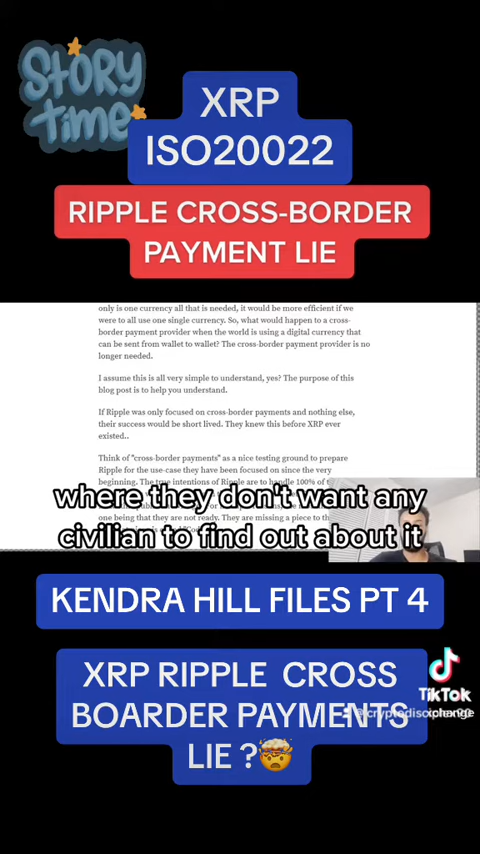 STORY
time
XRP
ISO20022
RIPPLE CROSS-BORDER
PAYMENT LIE
only is one currency all that is needed, it would be more efficient if we
were to all use one single currency. So, what would happen to a cross-
border payment provider when the world is using a digital currency that
can be sent from wallet to wallet? The cross-border payment provider is no
longer needed.
I assume this is all very simple to understand, yes? The purpose of this
blog post is to help you understand.
If Ripple was only focused on cross-border payments and nothing else,
their success would be short lived. They knew this before XRP ever
existed..
Think of "cross-border payments" as a nice testing ground to prepare
Ripple for the use-case they have been focused on since the very
beginning. The true intentions of Ripple are to handle 100% of
one being that they are not ready. They are missing a piece to the
where they don't want any
civilian to find out about it
KENDRA HILL FILES PT 4
XRP RIPPLE CROSS
BOARDER PAYMENTS
LIE ?🤯
TikTok